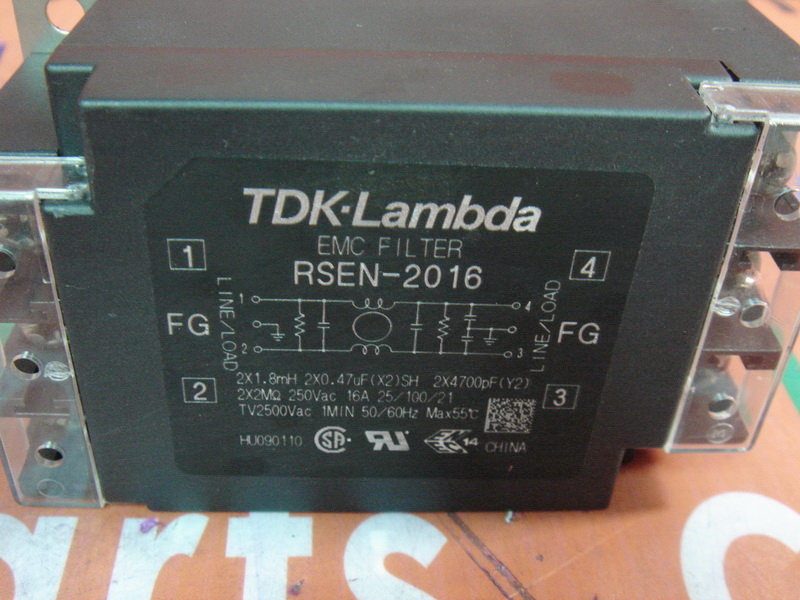 TDK·Lambda
EMC FILTER
RSEN-2016
1
4
LINE/LOAD
FG
1
2
4
3
LINE/LOAD
FG
2
3
2X1.8mH 2X0.47uF(X2)SH 2X4700pF(Y2)
2X2MΩ 250Vac 16A 25/100/21
TV2500Vac 1MIN 50/60Hz Max55℃
HU090110 SA 14 CHINA
arts